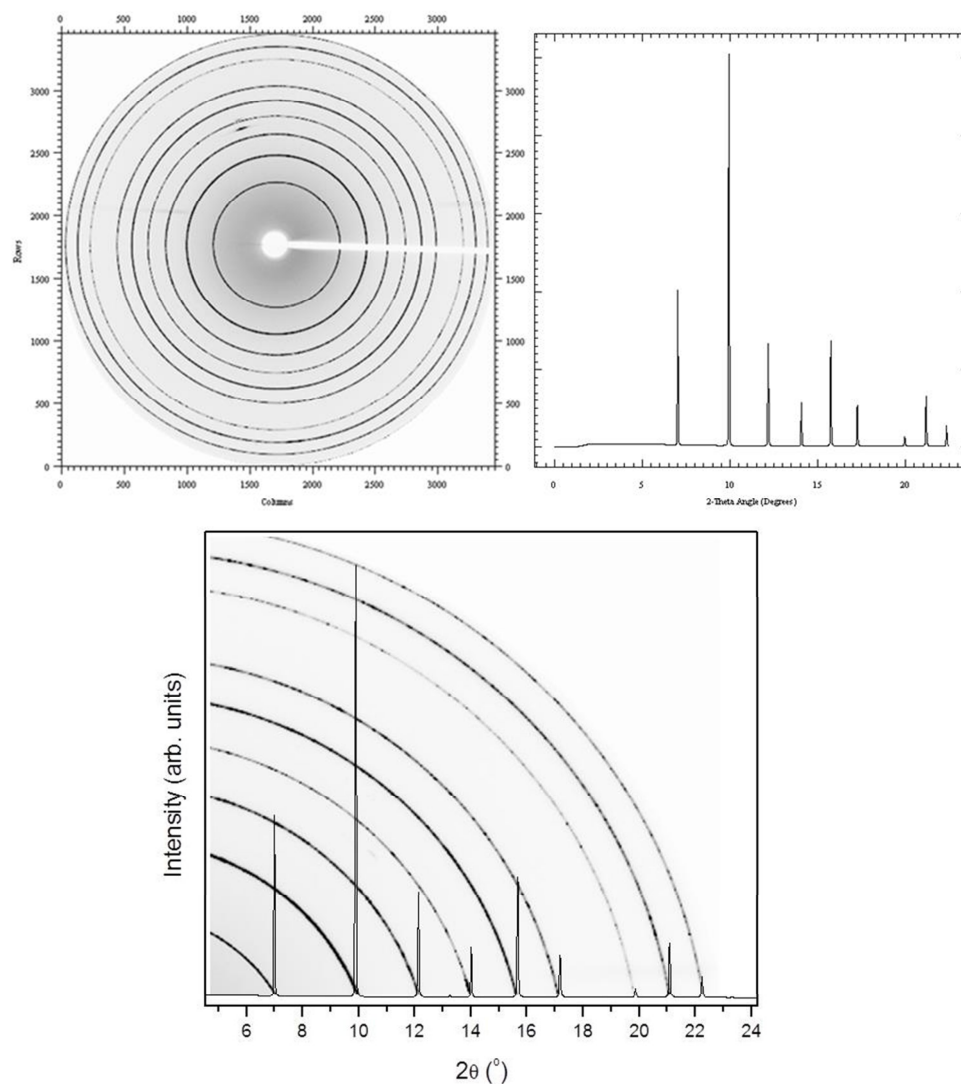 0 500 1000 1500 2000 2500 3000
3000 3000
2500 2500
2000 2000
Rows
1500 1500
1000 1000
500 500
0 0
0 500 1000 1500 2000 2500 3000
Columns
0 5 10 15 20
2-Theta Angle (Degrees)
Intensity (arb. units)
6 8 10 12 14 16 18 20 22 24
2θ (°)